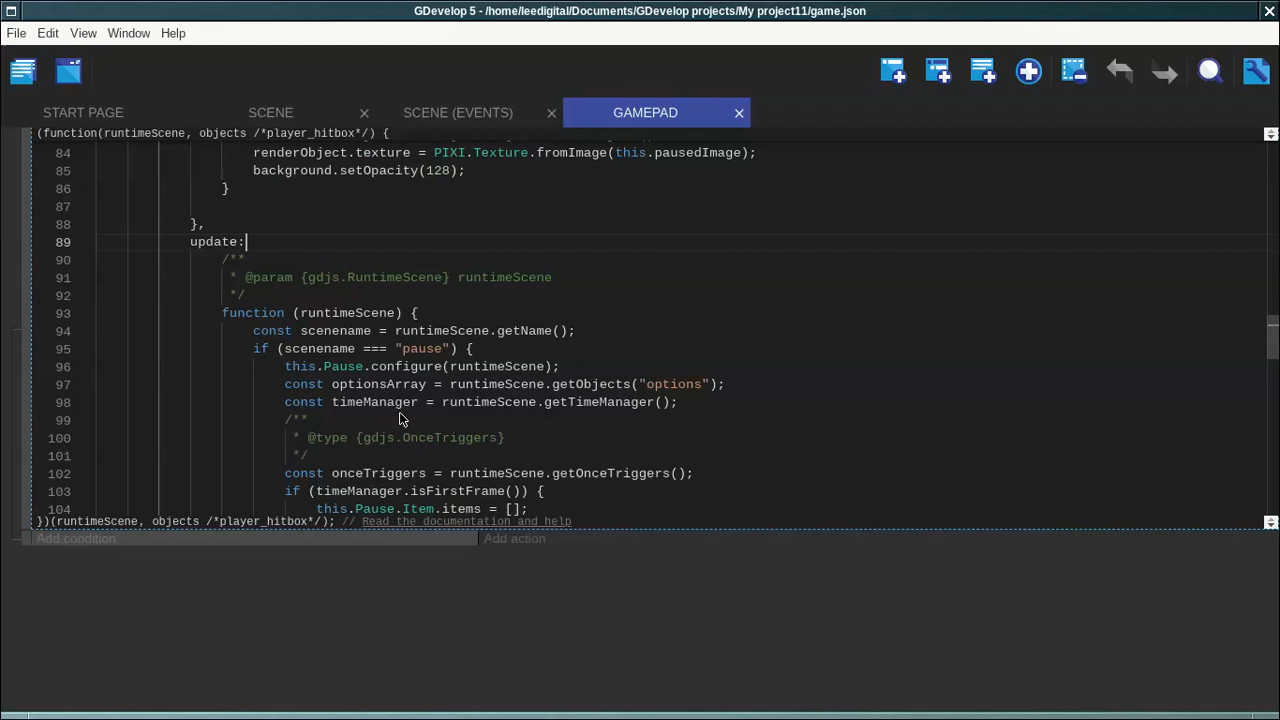 GDevelop 5 - /home/leedigital/Documents/GDevelop projects/My project11/game.json
File Edit View Window Help
START PAGE SCENE SCENE (EVENTS) GAMEPAD
(function(runtimeScene, objects /*player_hitbox*/) {
84 renderObject.texture = PIXI.Texture.fromImage(this.pausedImage);
85 background.setOpacity(128);
86 }
87
88 },
89 update:
90 /**
91 * @param {gdjs.RuntimeScene} runtimeScene
92 */
93 function (runtimeScene) {
94 const scenename = runtimeScene.getName();
95 if (scenename === "pause") {
96 this.Pause.configure(runtimeScene);
97 const optionsArray = runtimeScene.getObjects("options");
98 const timeManager = runtimeScene.getTimeManager();
99 /**
100 * @type {gdjs.OnceTriggers}
101 */
102 const onceTriggers = runtimeScene.getOnceTriggers();
103 if (timeManager.isFirstFrame()) {
104 this.Pause.Item.items = [];
})(runtimeScene, objects /*player_hitbox*/); // Read the documentation and help
Add condition Add action